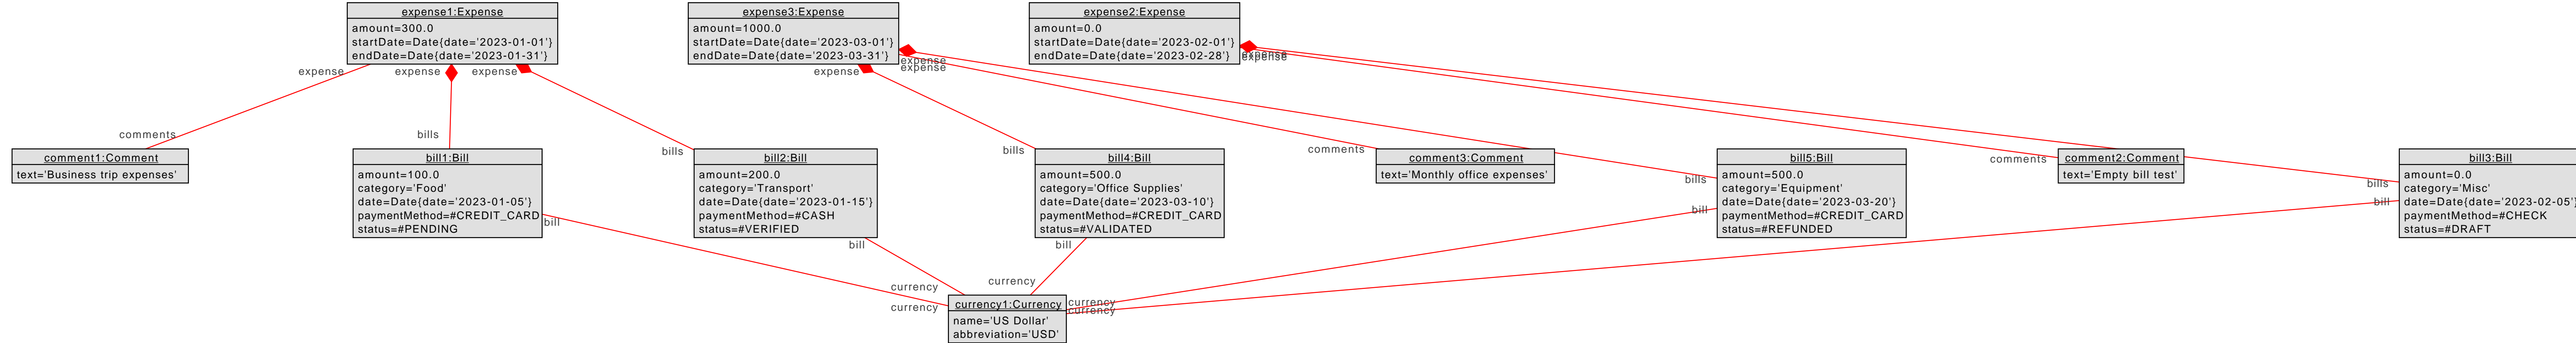 expense1:Expense
amount=300.0
startDate=Date{date='2023-01-01'}
endDate=Date{date='2023-01-31'}
expense3:Expense
amount=1000.0
startDate=Date{date='2023-03-01'}
endDate=Date{date='2023-03-31'}
expense2:Expense
amount=0.0
startDate=Date{date='2023-02-01'}
endDate=Date{date='2023-02-28'}
expense
expense
expense
expense
expense
expense
expense
expense
comments
bills
bills
bills
comments
bills
comments
bills
comment1:Comment
text='Business trip expenses'
bill1:Bill
amount=100.0
category='Food'
date=Date{date='2023-01-05'}
paymentMethod=#CREDIT_CARD
status=#PENDING
bill2:Bill
amount=200.0
category='Transport'
date=Date{date='2023-01-15'}
paymentMethod=#CASH
status=#VERIFIED
bill4:Bill
amount=500.0
category='Office Supplies'
date=Date{date='2023-03-10'}
paymentMethod=#CREDIT_CARD
status=#VALIDATED
comment3:Comment
text='Monthly office expenses'
bill5:Bill
amount=500.0
category='Equipment'
date=Date{date='2023-03-20'}
paymentMethod=#CREDIT_CARD
status=#REFUNDED
comment2:Comment
text='Empty bill test'
bill3:Bill
amount=0.0
category='Misc'
date=Date{date='2023-02-05'}
paymentMethod=#CHECK
status=#DRAFT
bill
bill
bill
bill
bill
currency
currency
currency
currency
currency
currency1:Currency
name='US Dollar'
abbreviation='USD'